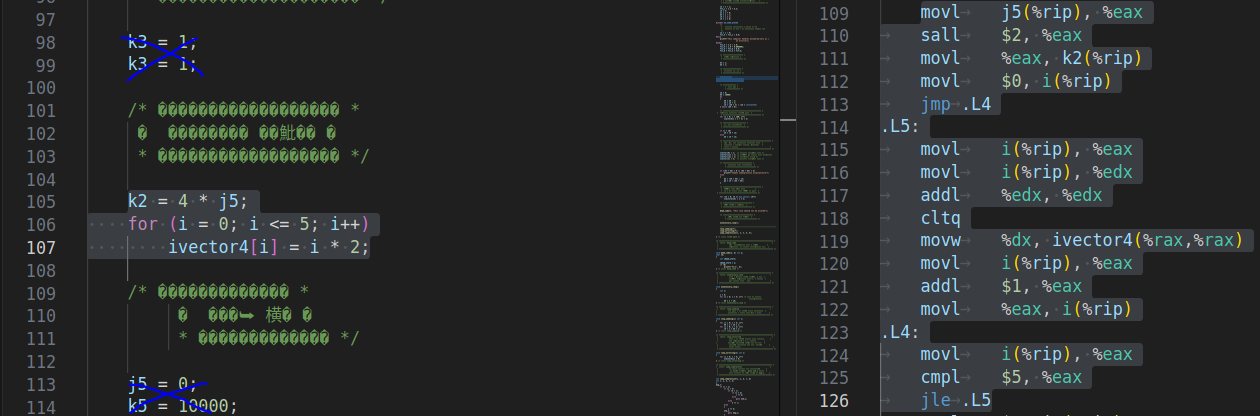 97
98 k3 = 1;
99 k3 = 1;
100
101 /* ��������������������� *
102 � �������� ��魮�� �
103 * ��������������������� */
104
105 k2 = 4 * j5;
106 for (i = 0; i <= 5; i++)
107 ivector4[i] = i * 2;
108
109 /* ��������������� *
110 � ���➥ 横� �
111 * ��������������� */
112
113 j5 = 0;
114 k5 = 10000;
109 movl j5(%rip), %eax
110 sall $2, %eax
111 movl %eax, k2(%rip)
112 movl $0, i(%rip)
113 jmp .L4
114 .L5:
115 movl i(%rip), %eax
116 movl i(%rip), %edx
117 addl %edx, %edx
118 cltq
119 movw %dx, ivector4(%rax,%rax)
120 movl i(%rip), %eax
121 addl $1, %eax
122 movl %eax, i(%rip)
123 .L4:
124 movl i(%rip), %eax
125 cmpl $5, %eax
126 jle .L5